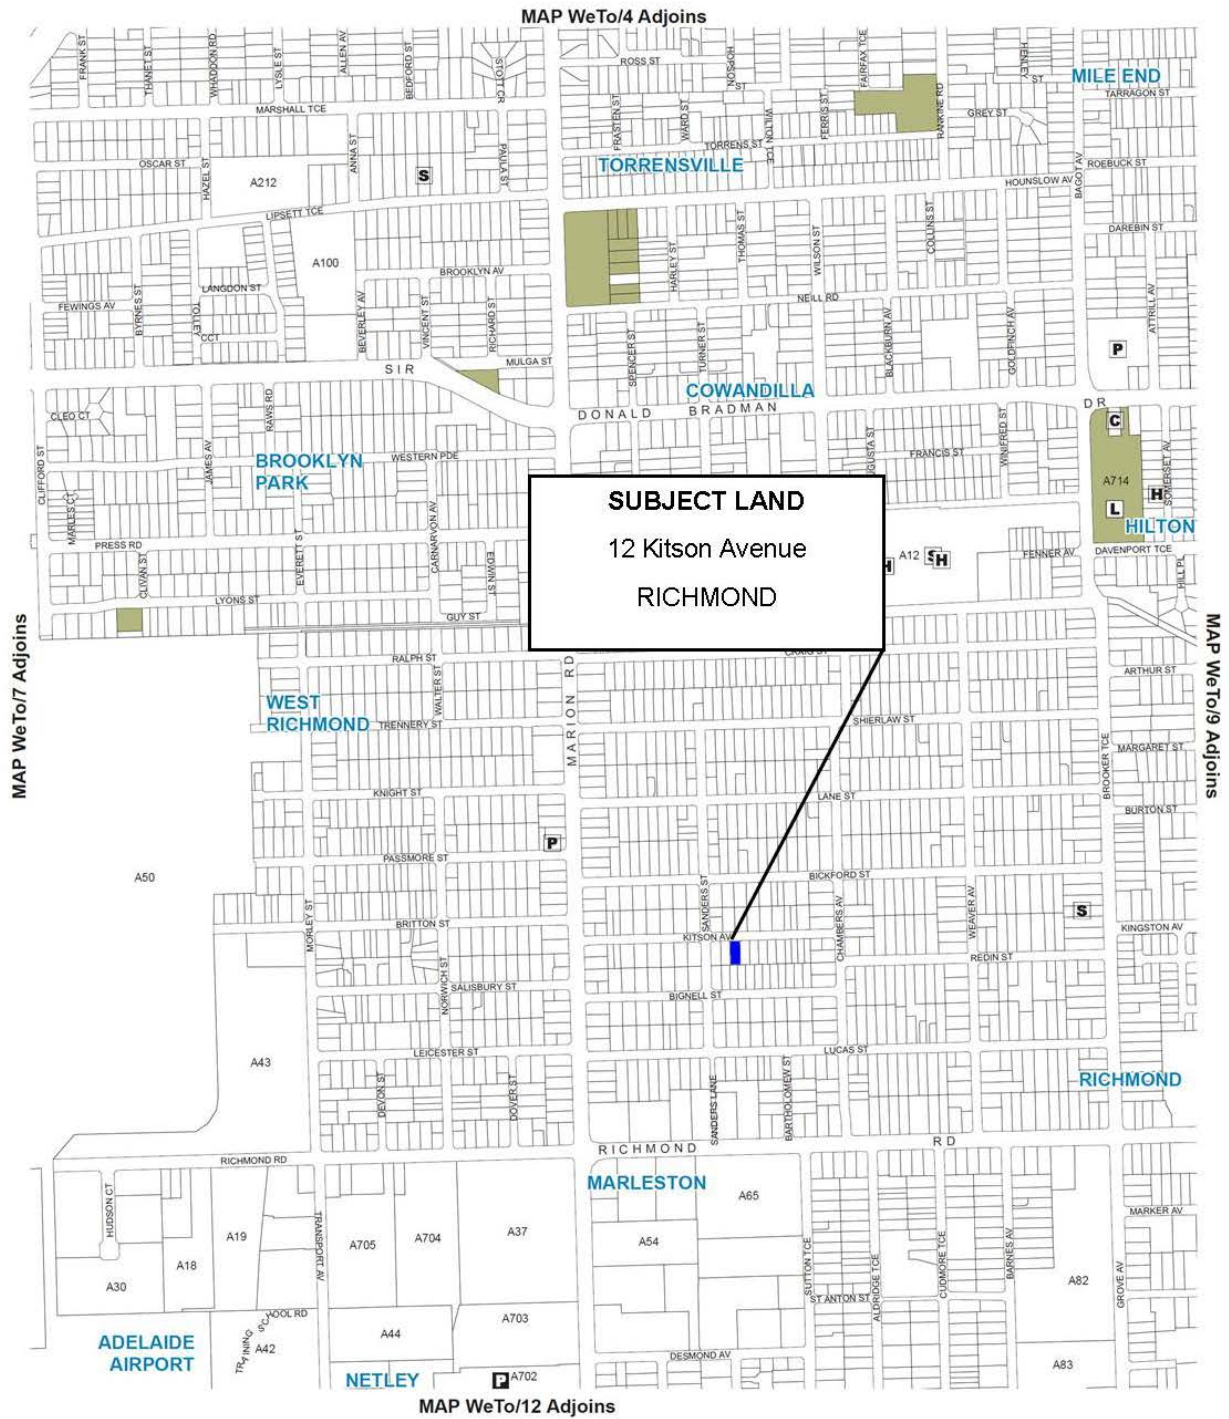 MAP WeTo/4 Adjoins
FRANK ST
THANET ST
WHADDON RD
LYSLE ST
ALLEN AV
BEDFORD ST
STOTT CR
ROSS ST
HOPSON
ST
FAIRFAX TCE
HENLEY
ST
MILE END
TARRAGON ST
MARSHALL TCE
FRASTEN ST
WARD ST
WILTON TCE
FERRIS ST
RANKINE RD
GREY ST
TORRENS ST
OSCAR ST
HAZEL ST
ANNA ST
PAULA ST
S
A212
TORRENSVILLE
HOUNSLOW AV
BAGOT AV
ROEBUCK ST
LIPSETT TCE
DAREBIN ST
A100
BROOKLYN AV
HARLEY ST
THOMAS ST
WILSON ST
COLLINS ST
LANGDON ST
FEWINGS AV
BYRNES ST
TOLLEY
CCT
BEVERLEY AV
VINCENT ST
RICHARD S
NEILL RD
SPENCER ST
TURNER ST
BLACKBURN AV
GOLDFINCH AV
ATTRILL AV
P
MULGA ST
SIR
DONALD BRADMAN
DR
COWANDILLA
CLEO CT
RAWS RD
JAMES AV
CLIFFORD ST
BROOKLYN
PARK
WESTERN PDE
GUSTA ST
FRANCIS ST
WINIFRED ST
C
A714
L
H
SOMERSET AV
HILTON
MARLES CT
PRESS RD
CLIVAN ST
EVERETT ST
CARNARVON AV
EDWIN ST
SUBJECT LAND
12 Kitson Avenue
RICHMOND
H
A12
S
H
FENNER AV
DAVENPORT TCE
HILL PL
LYONS ST
GUY ST
MAP WeTo/7 Adjoins
MAP WeTo/9 Adjoins
RALPH ST
WALTER ST
MARION RD
CRAIG ST
ARTHUR ST
WEST
RICHMOND
TRENNERY ST
SHIERLAW ST
MARGARET ST
BROOKER TCE
KNIGHT ST
LANE ST
BURTON ST
PASSMORE ST
P
A50
BICKFORD ST
SANDERS ST
CHAMBERS AV
WEAVER AV
S
MORLEY ST
BRITTON ST
KITSON AV
KINGSTON AV
REDIN ST
NORWICH ST
SALISBURY ST
BIGNELL ST
LEICESTER ST
LUCAS ST
A43
DEVON ST
DOVER ST
SANDERS LANE
BARTHOLOMEW ST
RICHMOND
RICHMOND RD
RICHMOND RD
MARLESTON
HUDSON CT
A19
A18
A30
TRANSPORT AV
A705
A704
A37
A65
A54
MARKER AV
SUTTON TCE
ALDRIDGE TCE
CUDMORE TCE
BARNES AV
A82
GROVE AV
ST ANTON ST
TRAINING SCHOOL RD
A703
A44
A42
ADELAIDE
AIRPORT
NETLEY
P
A702
DESMOND AV
A83
MAP WeTo/12 Adjoins